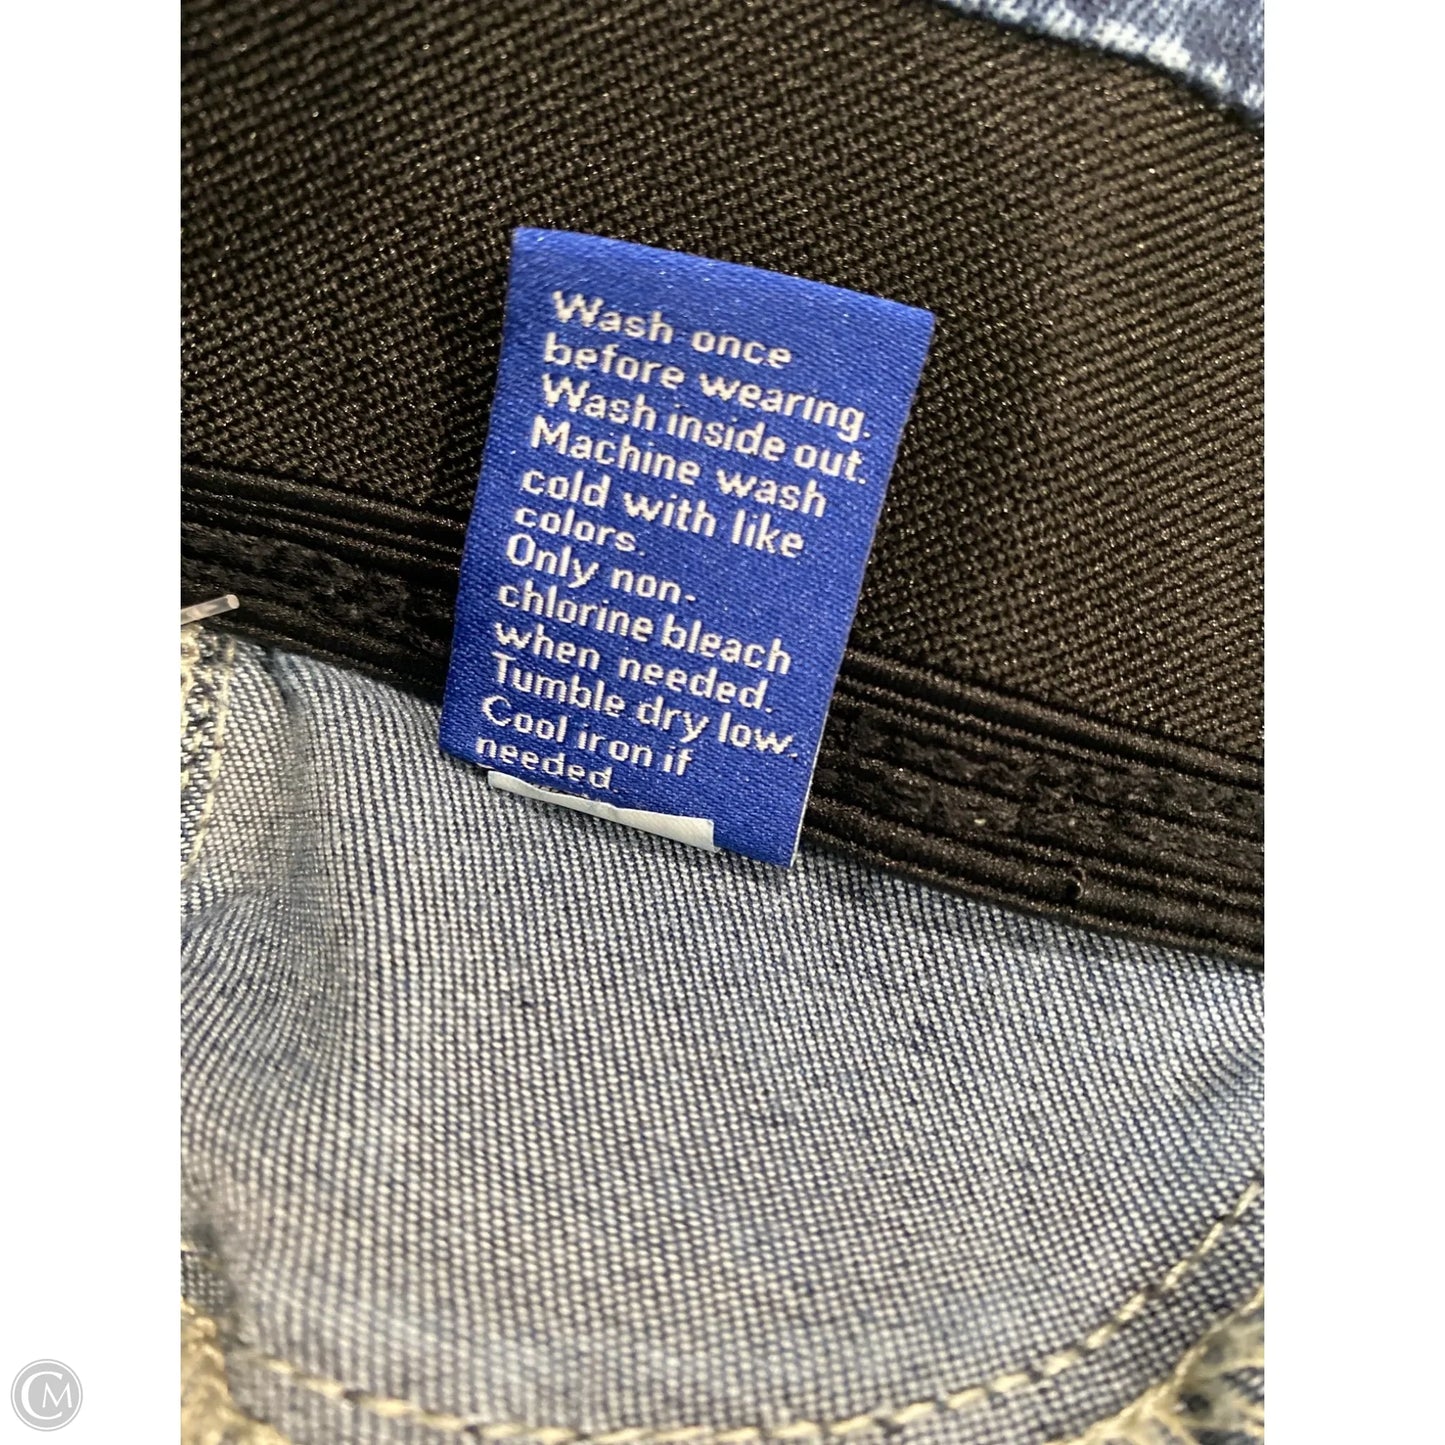 Wash once
before wearing.
Wash inside out.
Machine wash
cold with like
colors.
Only non-
chlorine bleach
when needed.
Tumble dry low.
Cool iron if
needed.
CM